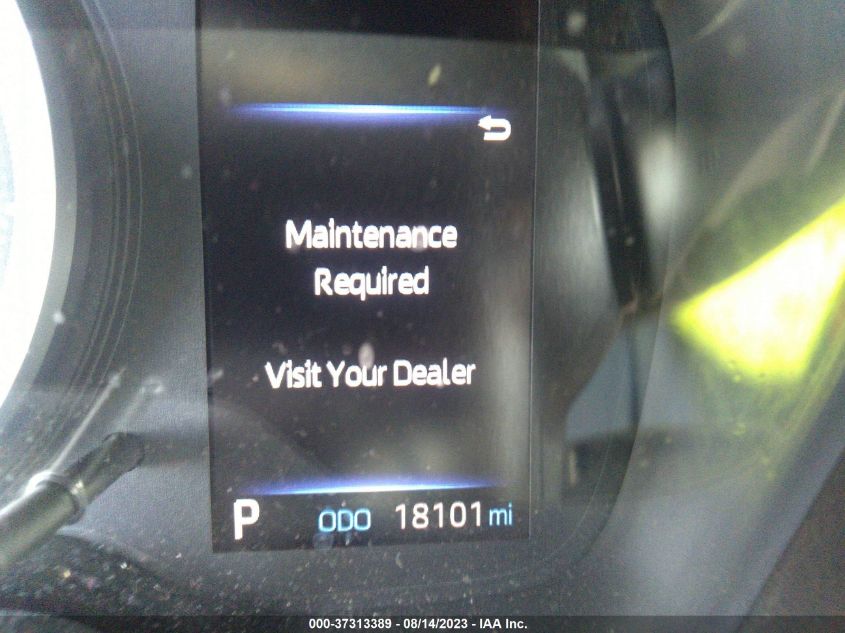 Maintenance
Required
Visit Your Dealer
P ODO 18101 mi
000-37313389 - 08/14/2023 - IAA Inc.